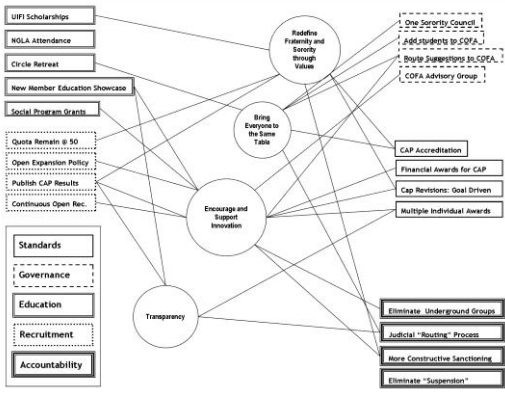 UIFI Scholarships
NGLA Attendance
Circle Retreat
New Member Education Showcase
Social Program Grants
Quota Remain @ 50
Open Expansion Policy
Publish CAP Results
Continuous Open Rec.
Standards
Governance
Education
Recruitment
Accountability
Redefine
Fraternity and
Sorority
through
Values
Bring
Everyone to
the Same
Table
Encourage and
Support
Innovation
Transparency
One Sorority Council
Add students to COFA
Route Suggestions to COFA
COFA Advisory Group
CAP Accreditation
Financial Awards for CAP
Cap Revisions: Goal Driven
Multiple Individual Awards
Eliminate Underground Groups
Judicial "Routing" Process
More Constructive Sanctioning
Eliminate "Suspension"